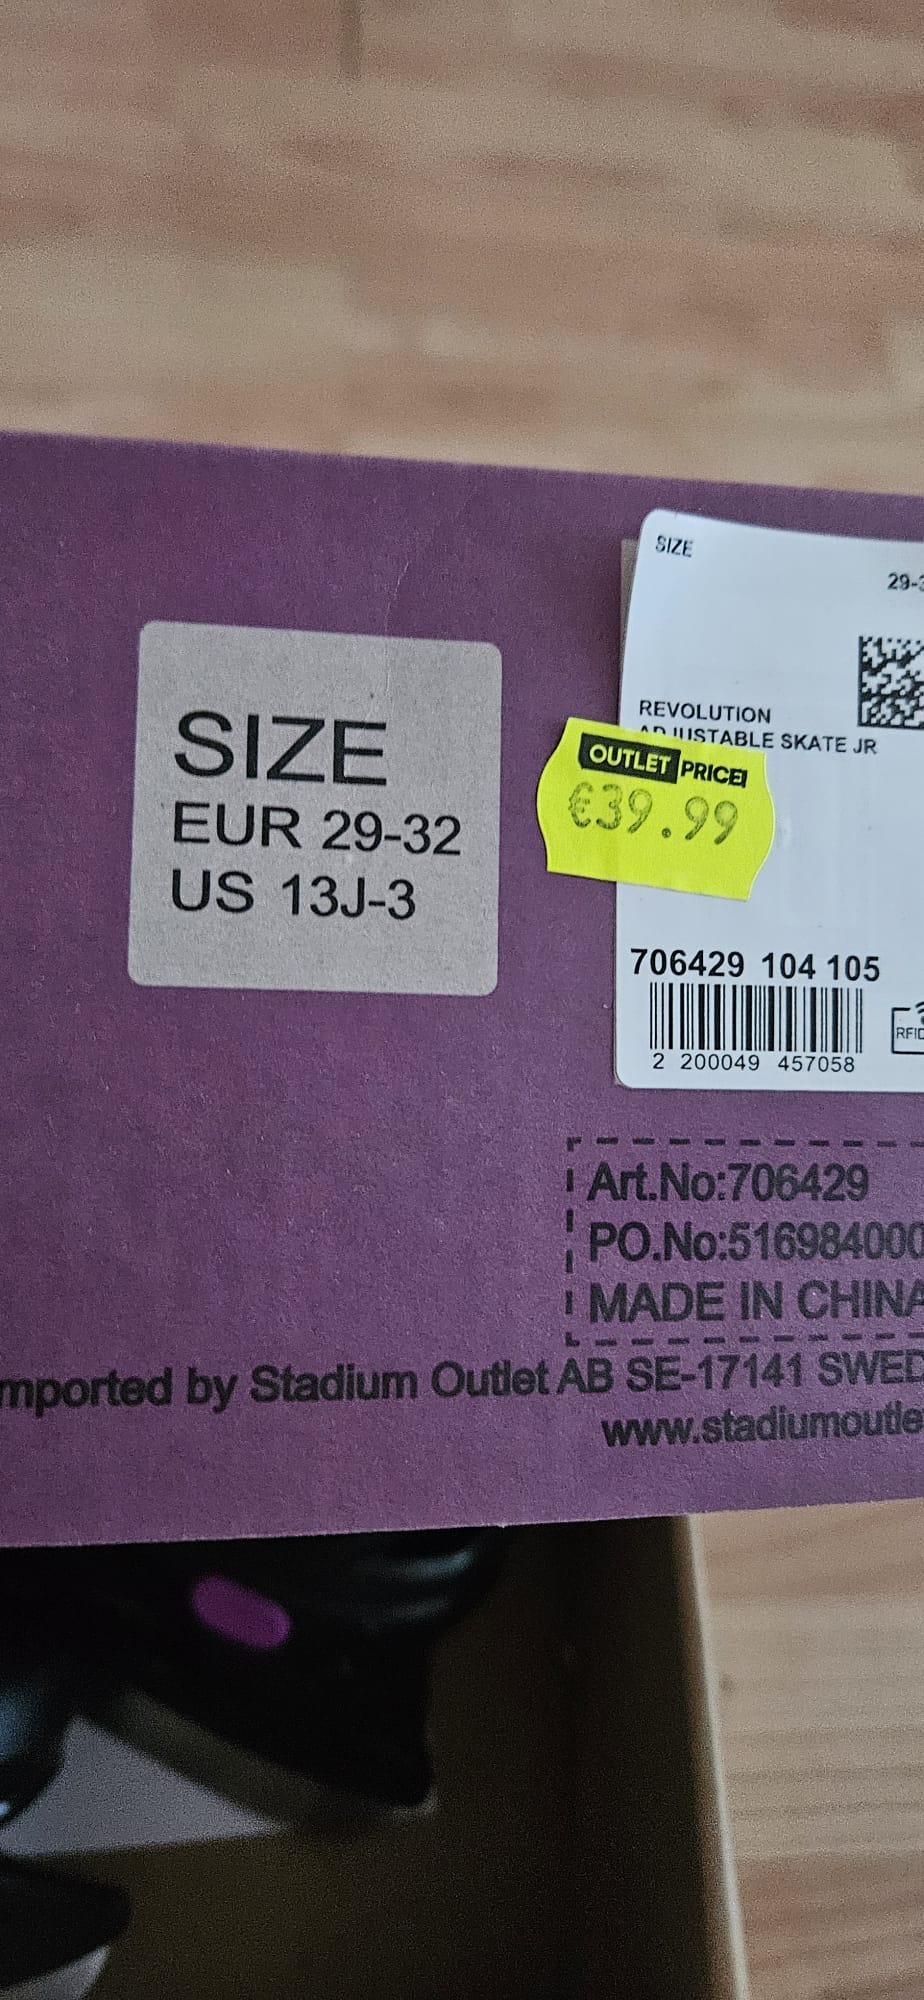 SIZE
EUR 29-32
US 13J-3
SIZE
29-3
REVOLUTION
ADJUSTABLE SKATE JR
OUTLET PRICE!
€39.99
706429 104 105
RFID
2 200049 457058
Art.No:706429
PO.No:516984000
MADE IN CHINA
mported by Stadium Outlet AB SE-17141 SWED
www.stadiumoutle